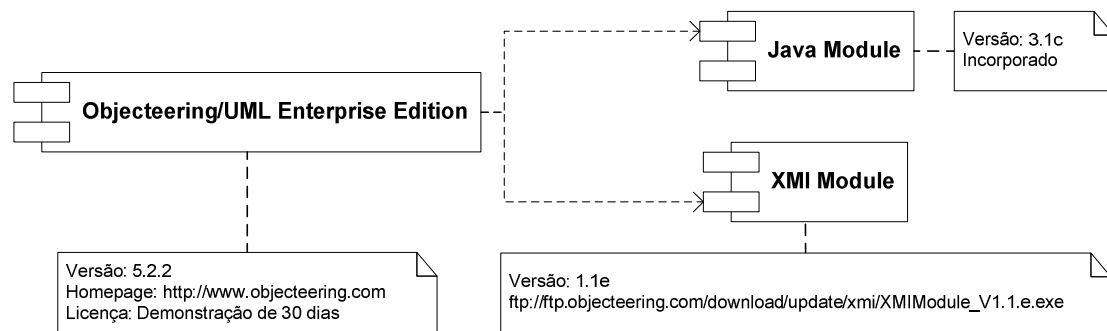 Java Module
Versão: 3.1c
Incorporado
Objecteering/UML Enterprise Edition
XMI Module
Versão: 5.2.2
Homepage: http://www.objecteering.com
Licença: Demonstração de 30 dias
Versão: 1.1e
ftp://ftp.objecteering.com/download/update/xmi/XMIModule_V1.1.e.exe